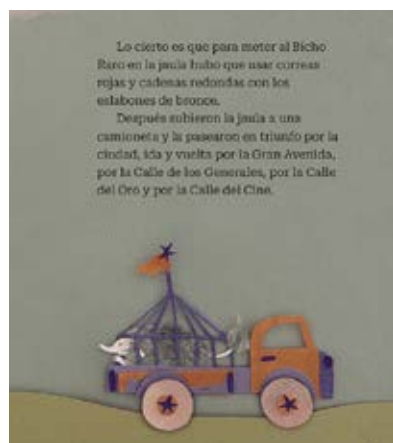 Lo cierto es que para meter al Bicho
Raro en la jaula hubo que usar correas
rojas y cadenas redondas con los
eslabones de bronce.
Después subieron la jaula a una
camioneta y la pasearon en triunfo por la
ciudad, ida y vuelta por la Gran Avenida,
por la Calle de los Generales, por la Calle
del Oro y por la Calle del Cine.